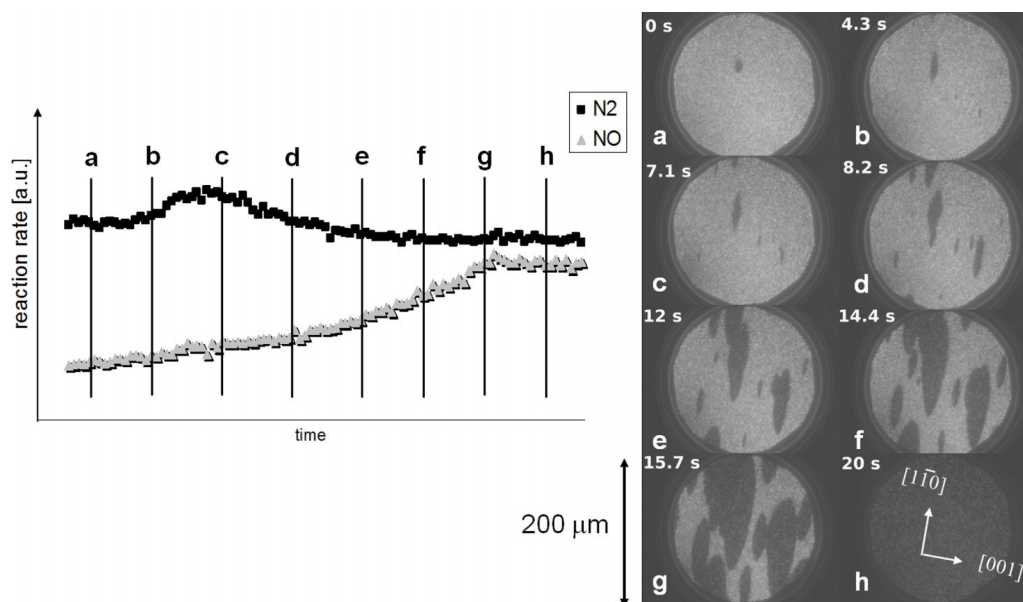 N2
NO
a b c d e f g h
reaction rate [a.u.]
time
200 μm
0 s
a
4.3 s
b
7.1 s
c
8.2 s
d
12 s
e
14.4 s
f
15.7 s
g
20 s
[11̅0]
[001]
h